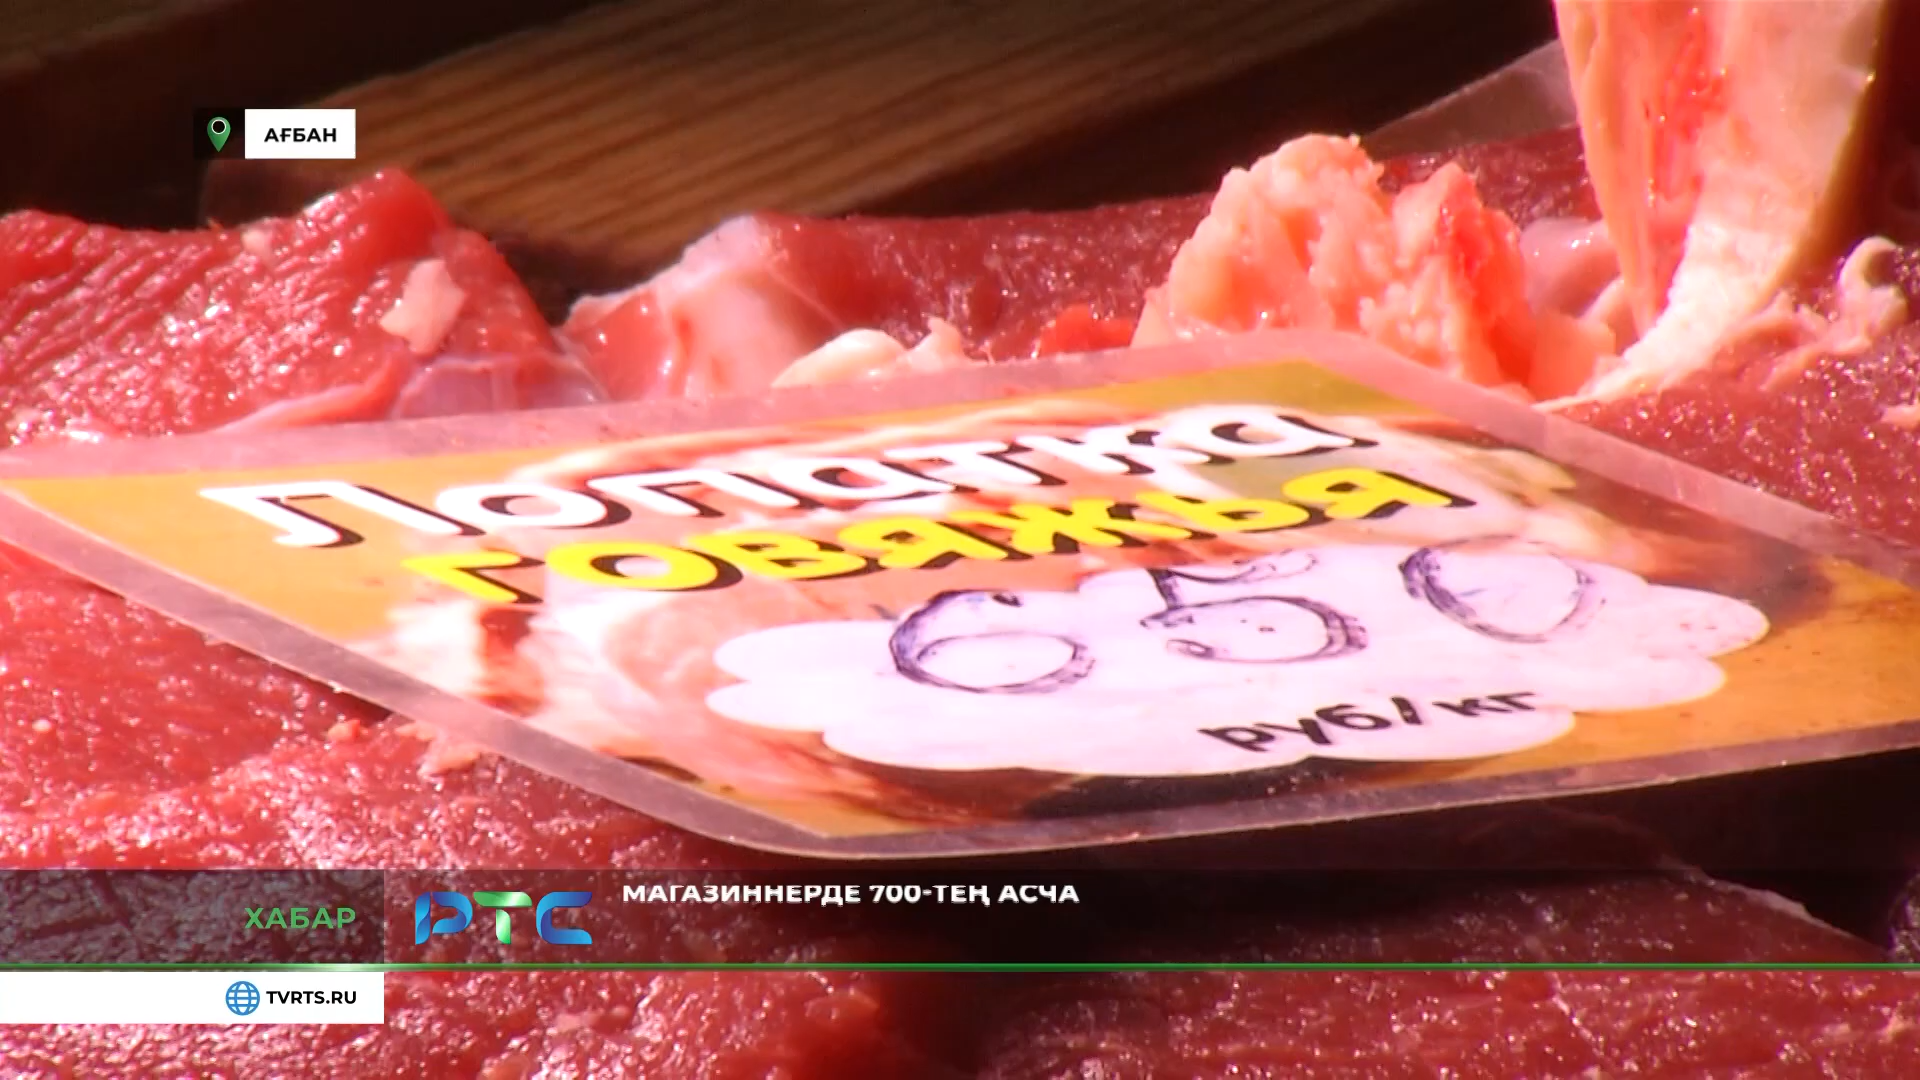 АҒБАН
Лопатка
говяжья
650
руб/кг
МАГАЗИННЕРДЕ 700-ТЕҢ АСЧА
ХАБАР
РТС
TVRTS.RU